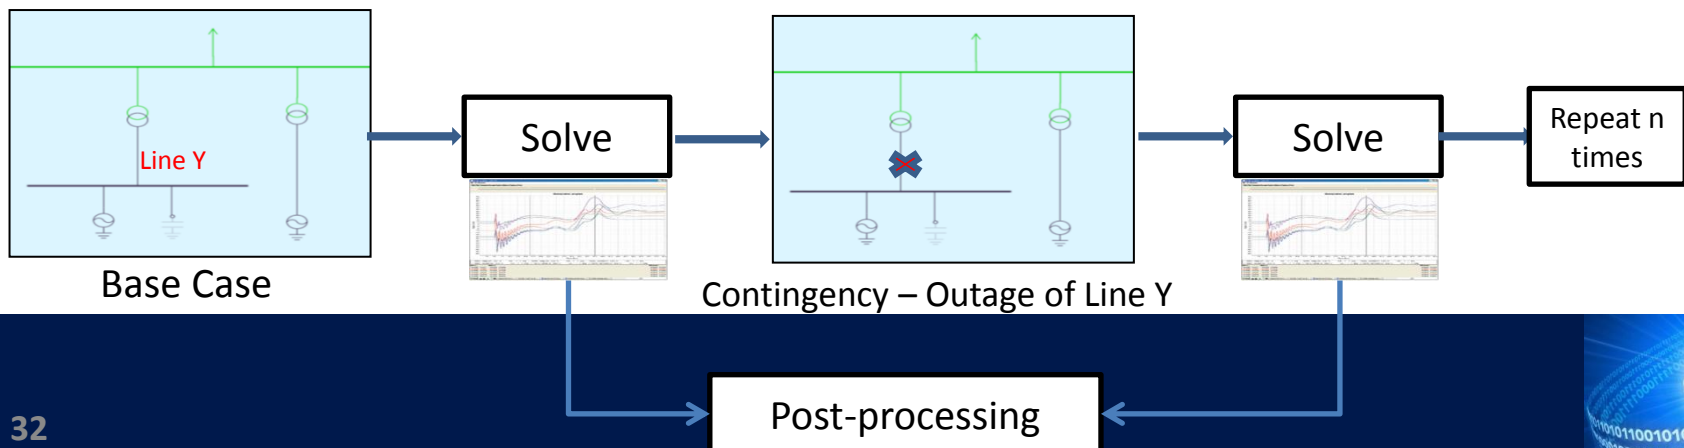 Line Y
Solve
Solve
Repeat n
times
Base Case
Contingency – Outage of Line Y
Post-processing
32